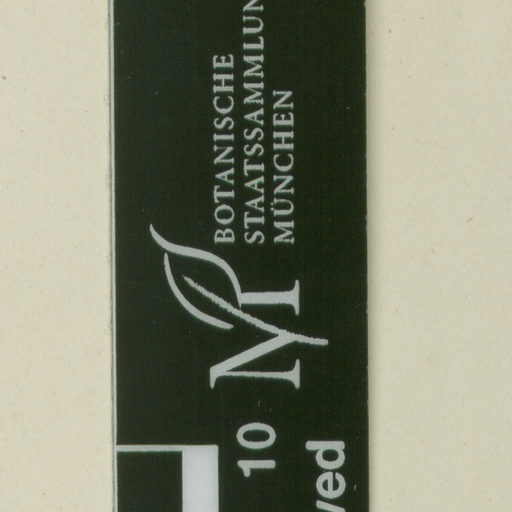 BOTANISCHE
STAATSSAMMLUN
MÜNCHEN
M
10
ved